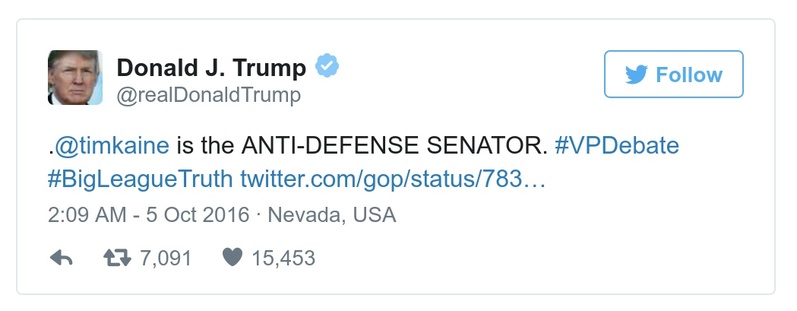 Donald J. Trump
@realDonaldTrump
Follow
.@timkaine is the ANTI-DEFENSE SENATOR. #VPDebate
#BigLeagueTruth twitter.com/gop/status/783…
2:09 AM - 5 Oct 2016 · Nevada, USA
7,091 15,453